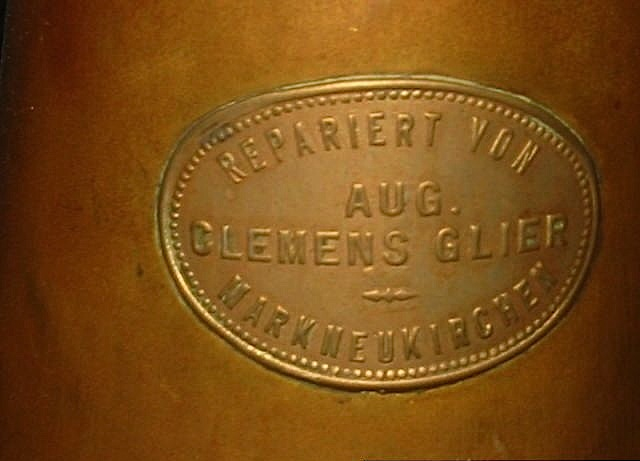 REPARIERT VON
AUG.
CLEMENS GLIER
MARKNEUKIRCHEN